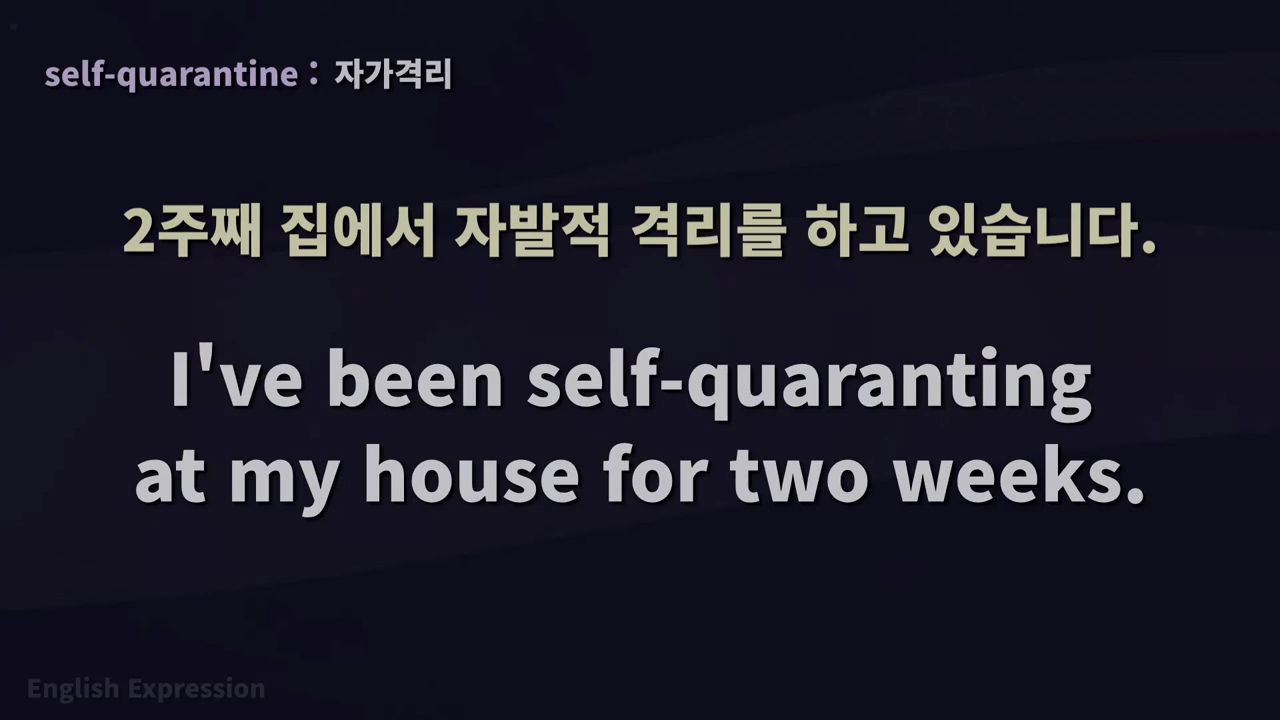 self-quarantine : 자가격리
2주째 집에서 자발적 격리를 하고 있습니다.
I've been self-quaranting
at my house for two weeks.
English Expression